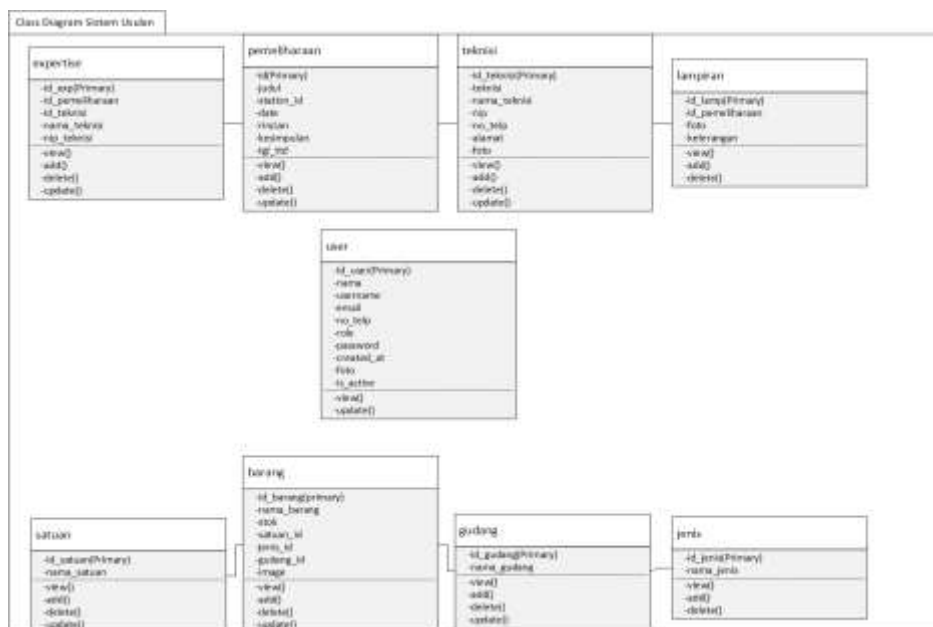 Class Diagram Sistem Usulan
expertise
-id_exp(Primary)
-id_pemeliharaan
-id_teknisi
-nama_teknisi
-nip_teknisi
-view()
-add()
-delete()
-update()
pemeliharaan
-id(Primary)
-judul
-station_id
-date
-rincian
-kesimpulan
-tgl_ttd
-view()
-add()
-delete()
-update()
teknisi
-id_teknisi(Primary)
-teknisi
-nama_teknisi
-nip
-no_telp
-alamat
-foto
-view()
-add()
-delete()
-update()
lampiran
-id_lamp(Primary)
-id_pemeliharaan
-foto
-keterangan
-view()
-add()
-delete()
user
-id_user(Primary)
-nama
-username
-email
-no_telp
-role
-password
-created_at
-foto
-is_active
-view()
-update()
barang
-id_barang(primary)
-nama_barang
-stok
-satuan_id
-jenis_id
-gudang_id
-image
-view()
-add()
-delete()
-update()
satuan
-id_satuan(Primary)
-nama_satuan
-view()
-add()
-delete()
-update()
gudang
-id_gudang(Primary)
-nama_gudang
-view()
-add()
-delete()
-update()
jenis
-id_jenis(Primary)
-nama_jenis
-view()
-add()
-delete()